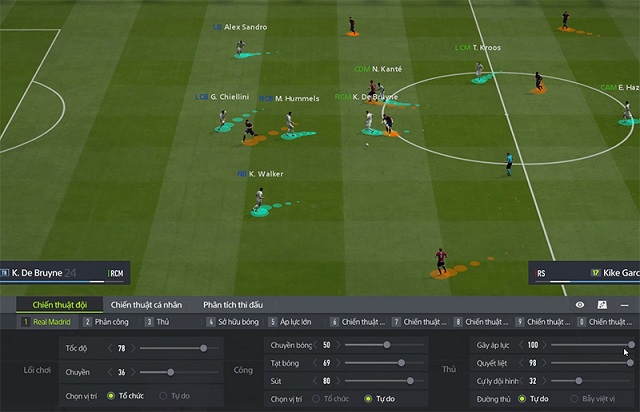 LB Alex Sandro
LCM T. Kroos
CDM N. Kanté
CAM E. Haz
LCB G. Chiellini
RCB M. Hummels
RCM K. De Bruyne
RB K. Walker
K. De Bruyne 24 RCM
RS 17 Kike Garc
Chiến thuật đội Chiến thuật cá nhân Phân tích thi đấu
1 Real Madrid 2 Phản công 3 Thủ 4 Sở hữu bóng 5 Áp lực lớn 6 Chiến thuật ... 7 Chiến thuật ... 8 Chiến thuật ... 9 Chiến thuật ... 0 Chiến thuật ...
Lối chơi Tốc độ 78
Chuyền 36
Chọn vị trí Tổ chức Tự do
Công Chuyền bóng 50
Tạt bóng 69
Sút 80
Chọn vị trí Tổ chức Tự do
Thủ Gây áp lực 100
Quyết liệt 98
Cự ly đội hình 32
Đường thủ Tự do Bẫy việt vị